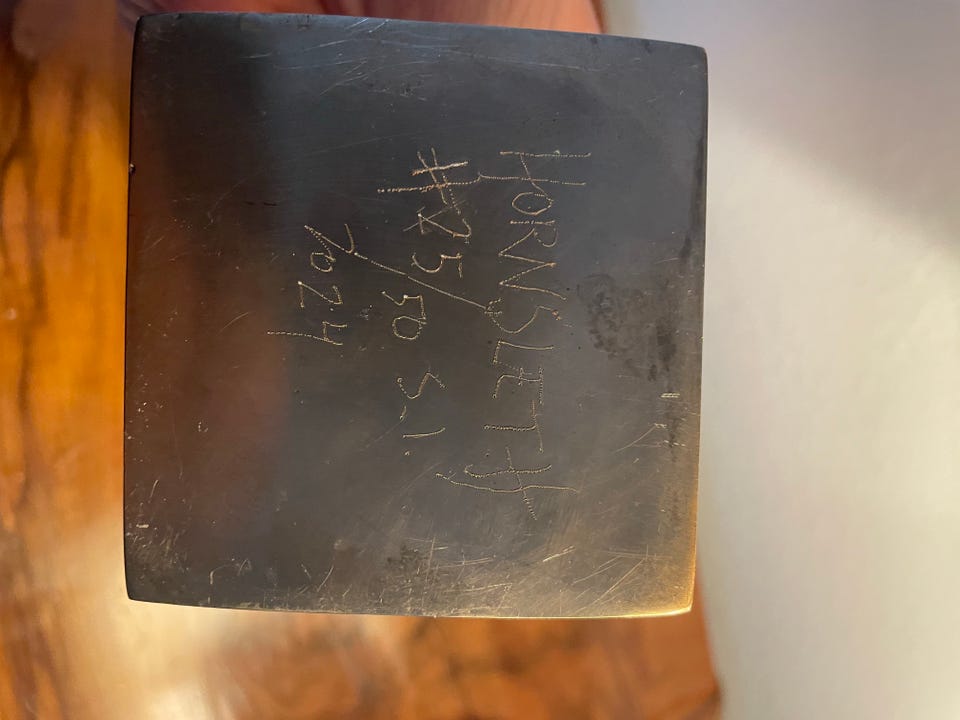 HORNSLETH
#25/50 S.1.
2024